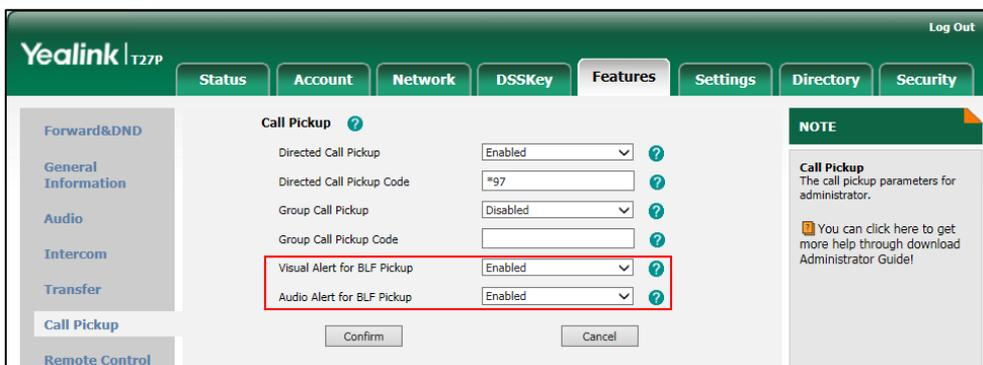 Log Out
Yealink | T27P
Status Account Network DSSKey Features Settings Directory Security
Forward&DND
General
Information
Audio
Intercom
Transfer
Call Pickup
Remote Control
Call Pickup ?
Directed Call Pickup Enabled ?
Directed Call Pickup Code *97 ?
Group Call Pickup Disabled ?
Group Call Pickup Code ?
Visual Alert for BLF Pickup Enabled ?
Audio Alert for BLF Pickup Enabled ?
Confirm Cancel
NOTE
Call Pickup
The call pickup parameters for
administrator.
? You can click here to get
more help through download
Administrator Guide!